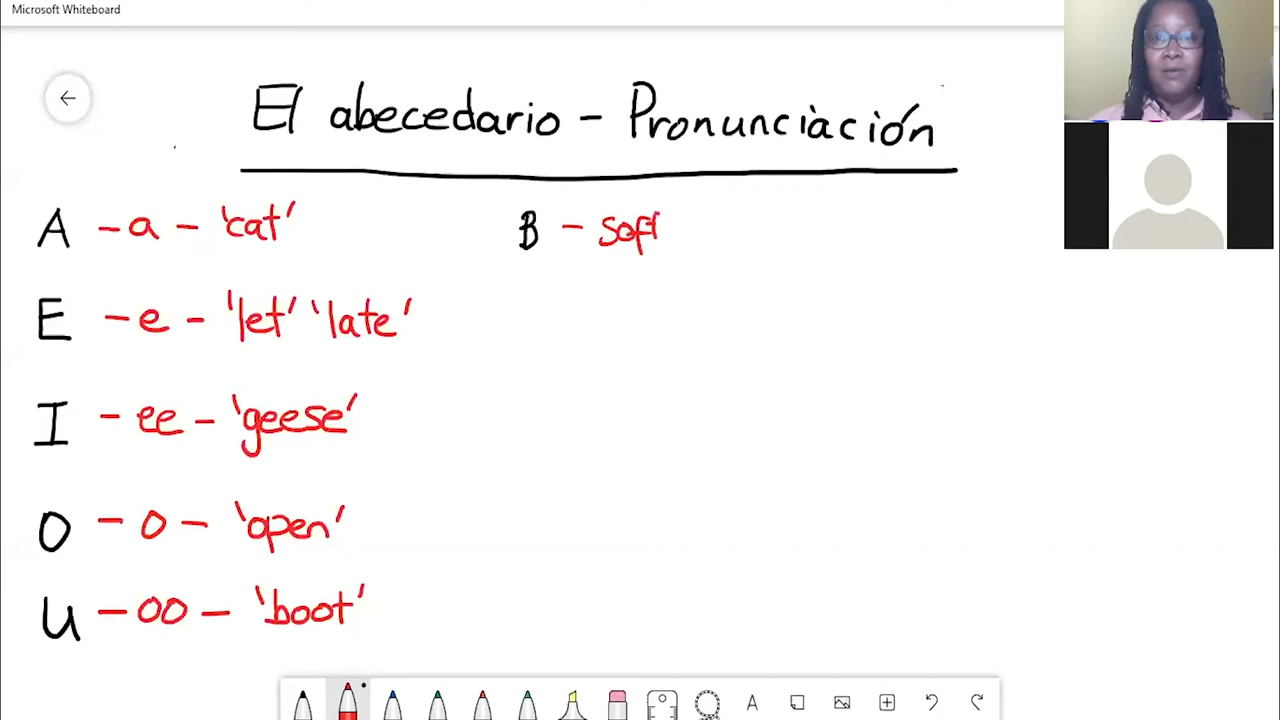 Microsoft Whiteboard
El abecedario - Pronunciación
A - a - 'cat'
B - soft
E - e - 'let' 'late'
I - ee - 'geese'
O - o - 'open'
U - oo - 'boot'
A